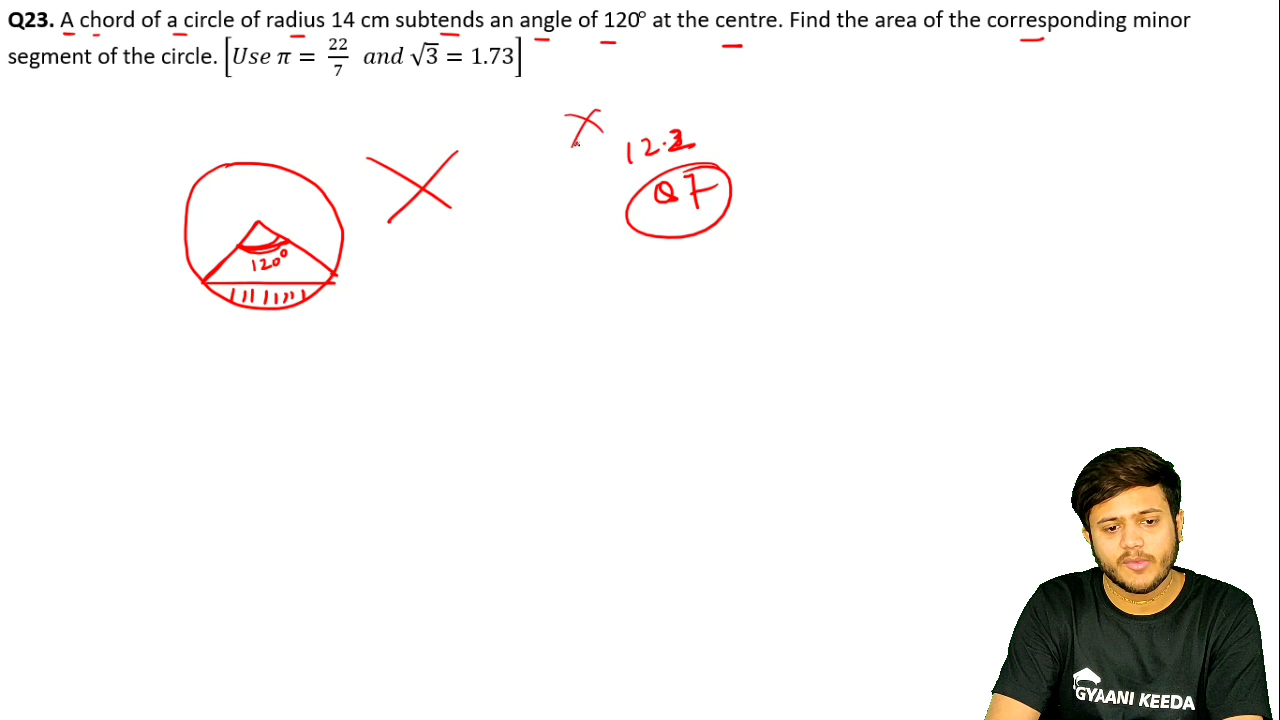 Q23. A chord of a circle of radius 14 cm subtends an angle of 120° at the centre. Find the area of the corresponding minor
segment of the circle. [Use π = 22/7 and √3 = 1.73]
12.3
Q7
120°
GYAANI KEEDA